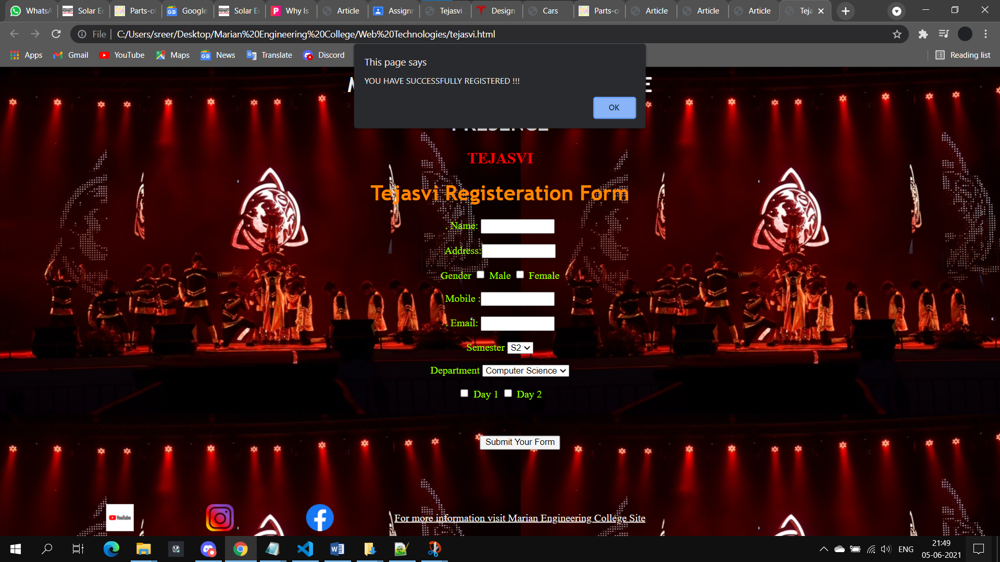 WhatsA Solar Ec Parts-o Google Solar Ec Why Is Article Assignm Tejasvi Design Cars Parts-o Article Article Article Teja
File C:/Users/sreer/Desktop/Marian%20Engineering%20College/Web%20Technologies/tejasvi.html
Apps Gmail YouTube Maps News Translate Discord Reading list
This page says
YOU HAVE SUCCESSFULLY REGISTERED !!!
OK
PRESENCE
TEJASVI
Tejasvi Registeration Form
. Name:
Address:
Gender Male Female
Mobile :
. Email:
Semester S2
Department Computer Science
Day 1 Day 2
Submit Your Form
YouTube
For more information visit Marian Engineering College Site
ENG
21:49
05-06-2021